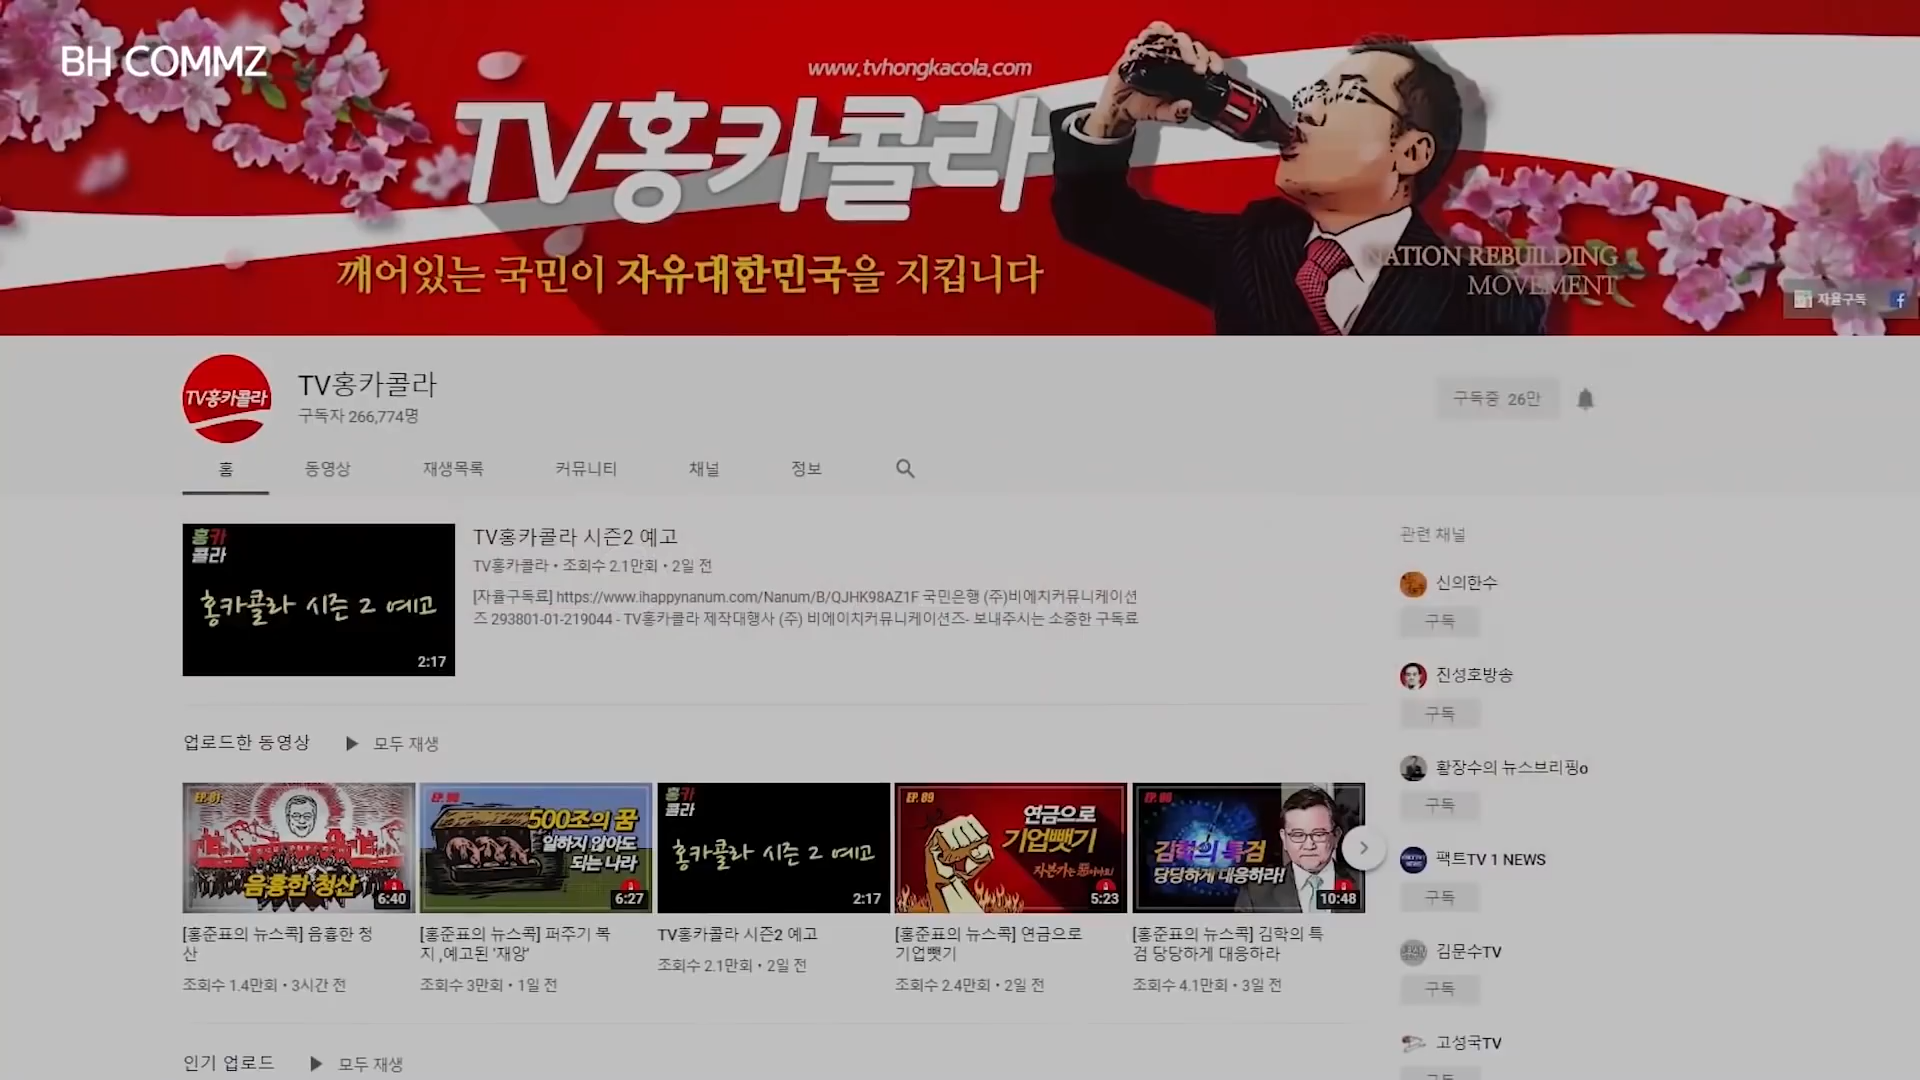 BH COMMZ
www.tvhongkacola.com
TV홍카콜라
깨어있는 국민이 자유대한민국을 지킵니다
NATION REBUILDING
MOVEMENT
자율구독
TV홍카콜라
TV홍카콜라
구독자 266,774명
구독중 26만
홈 동영상 재생목록 커뮤니티 채널 정보
홍카
콜라
홍카콜라 시즌 2 예고
2:17
TV홍카콜라 시즌2 예고
TV홍카콜라 • 조회수 2.1만회 • 2일 전
[자율구독료] https://www.ihappynanum.com/Nanum/B/QJHK98AZ1F 국민은행 (주)비에치커뮤니케이션
즈 293801-01-219044 - TV홍카콜라 제작대행사 (주) 비에이치커뮤니케이션즈- 보내주시는 소중한 구독료
관련 채널
신의한수
구독
진성호방송
구독
황장수의 뉴스브리핑o
구독
팩트TV 1 NEWS
구독
김문수TV
구독
고성국TV
업로드한 동영상 모두 재생
음흉한 청산
6:40
500조의 꿈
일하지 않아도
되는 나라
6:27
홍카
콜라
홍카콜라 시즌 2 예고
2:17
EP. 89
연금으로
기업뺏기
5:23
김학의 특검
당당하게 대응하라!
10:48
[홍준표의 뉴스콕] 음흉한 청
산
조회수 1.4만회 • 3시간 전
[홍준표의 뉴스콕] 퍼주기 복
지 ,예고된 '재앙'
조회수 3만회 • 1일 전
TV홍카콜라 시즌2 예고
조회수 2.1만회 • 2일 전
[홍준표의 뉴스콕] 연금으로
기업뺏기
조회수 2.4만회 • 2일 전
[홍준표의 뉴스콕] 김학의 특
검 당당하게 대응하라
조회수 4.1만회 • 3일 전
인기 업로드 모두 재생